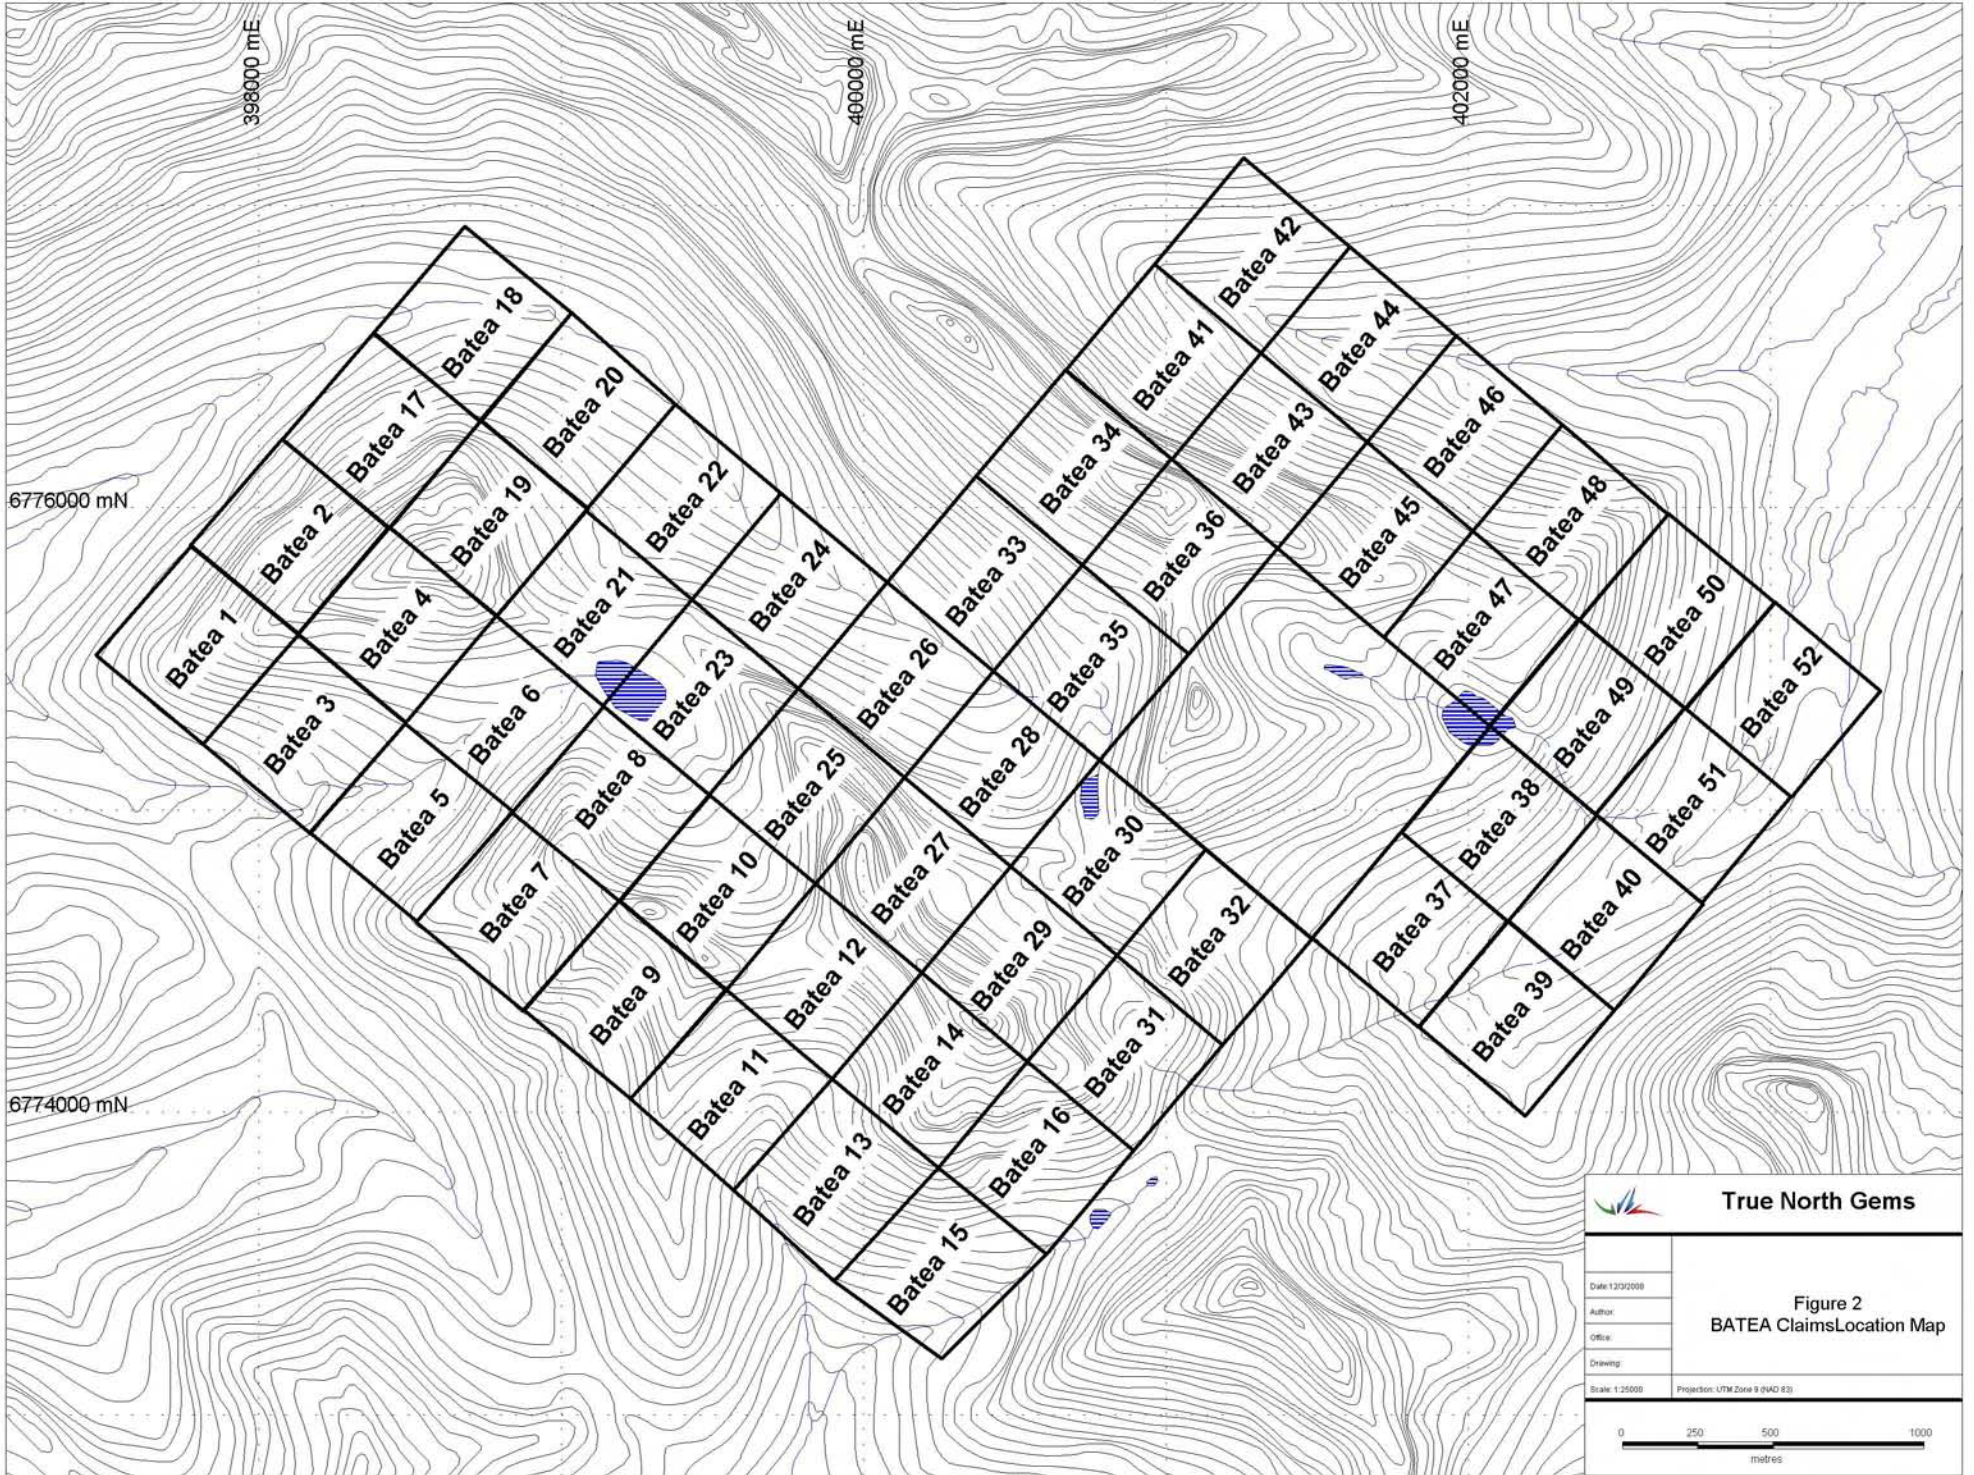 398000 mE
400000 mE
402000 mE
6776000 mN
6774000 mN
Batea 1
Batea 2
Batea 3
Batea 4
Batea 5
Batea 6
Batea 7
Batea 8
Batea 9
Batea 10
Batea 11
Batea 12
Batea 13
Batea 14
Batea 15
Batea 16
Batea 17
Batea 18
Batea 19
Batea 20
Batea 21
Batea 22
Batea 23
Batea 24
Batea 25
Batea 26
Batea 27
Batea 28
Batea 29
Batea 30
Batea 31
Batea 32
Batea 33
Batea 34
Batea 35
Batea 36
Batea 37
Batea 38
Batea 39
Batea 40
Batea 41
Batea 42
Batea 43
Batea 44
Batea 45
Batea 46
Batea 47
Batea 48
Batea 49
Batea 50
Batea 51
Batea 52
True North Gems
Date:12/3/2008
Author:
Office:
Drawing:
Scale: 1:25000
Figure 2
BATEA ClaimsLocation Map
Projection: UTM Zone 9 (NAD 83)
0 250 500 1000
metres